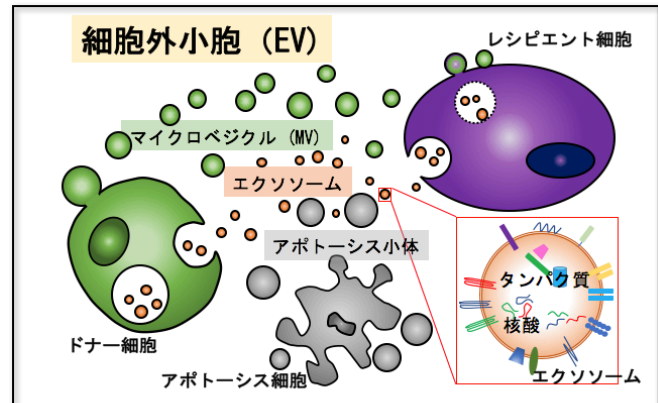 細胞外小胞 (EV)
レシピエント細胞
マイクロベジクル (MV)
エクソソーム
アポトーシス小体
タンパク質
核酸
ドナー細胞
アポトーシス細胞
エクソソーム